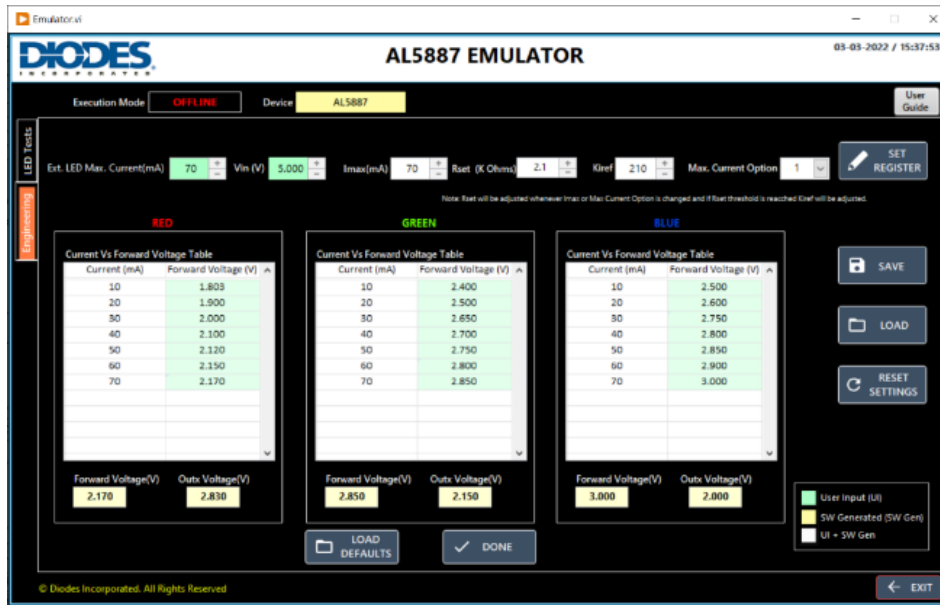 Emulator.vi
DIODES
INCORPORATED
AL5887 EMULATOR
03-03-2022 / 15:37:53
Execution Mode OFFLINE Device AL5887
User Guide
LED Tests
Engineering
Ext. LED Max. Current(mA) 70 Vin (V) 5.000 Imax(mA) 70 Rset (K Ohms) 2.1 Kiref 210 Max. Current Option 1
SET REGISTER
Note: Rset will be adjusted whenever Imax or Max Current Option is changed and if Rset threshold is reacched Kiref will be adjusted.
RED GREEN BLUE
Current Vs Forward Voltage Table Current Vs Forward Voltage Table Current Vs Forward Voltage Table
Current (mA) Forward Voltage (V) Current (mA) Forward Voltage (V) Current (mA) Forward Voltage (V)
10 1.803 10 2.400 10 2.500
20 1.900 20 2.500 20 2.600
30 2.000 30 2.650 30 2.750
40 2.100 40 2.700 40 2.800
50 2.120 50 2.750 50 2.850
60 2.150 60 2.800 60 2.900
70 2.170 70 2.850 70 3.000
SAVE
LOAD
RESET SETTINGS
Forward Voltage(V) Outx Voltage(V) Forward Voltage(V) Outx Voltage(V) Forward Voltage(V) Outx Voltage(V)
2.170 2.830 2.850 2.150 3.000 2.000
User Input (UI)
SW Generated (SW Gen)
UI + SW Gen
LOAD DEFAULTS
DONE
© Diodes Incorporated. All Rights Reserved
EXIT